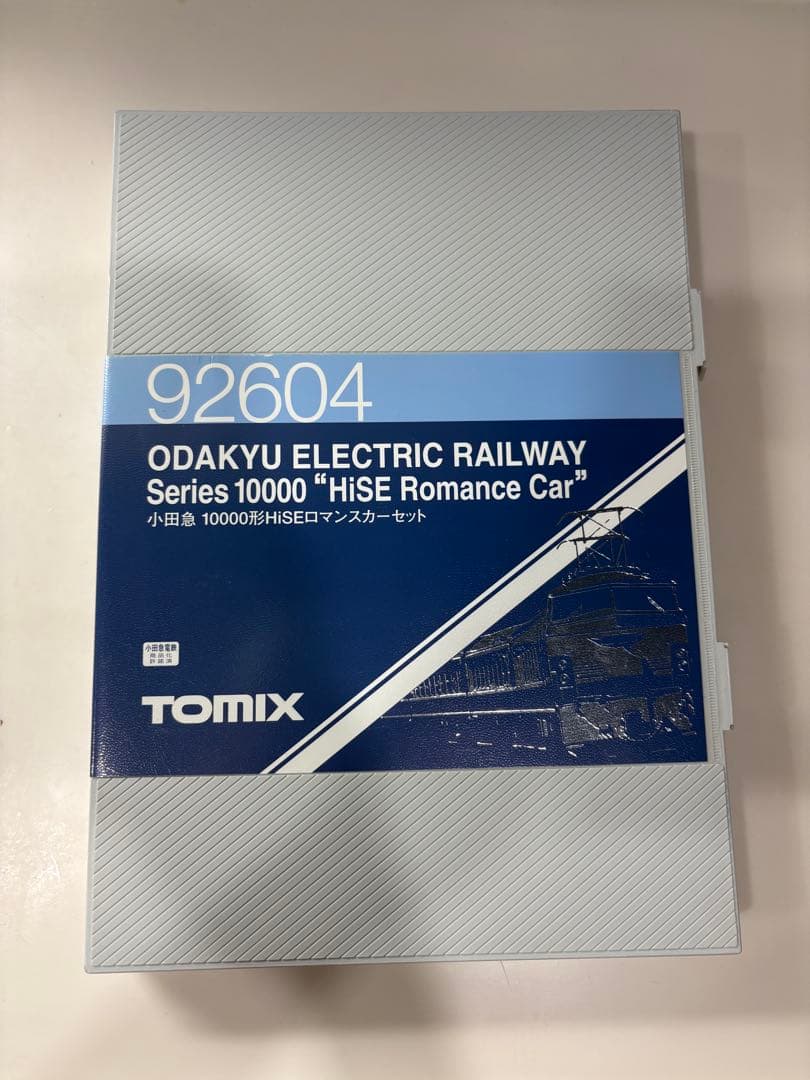 92604
ODAKYU ELECTRIC RAILWAY
Series 10000 “HiSE Romance Car”
小田急 10000形HiSEロマンスカーセット
小田急電鉄
商品化
許諾済
TOMIX